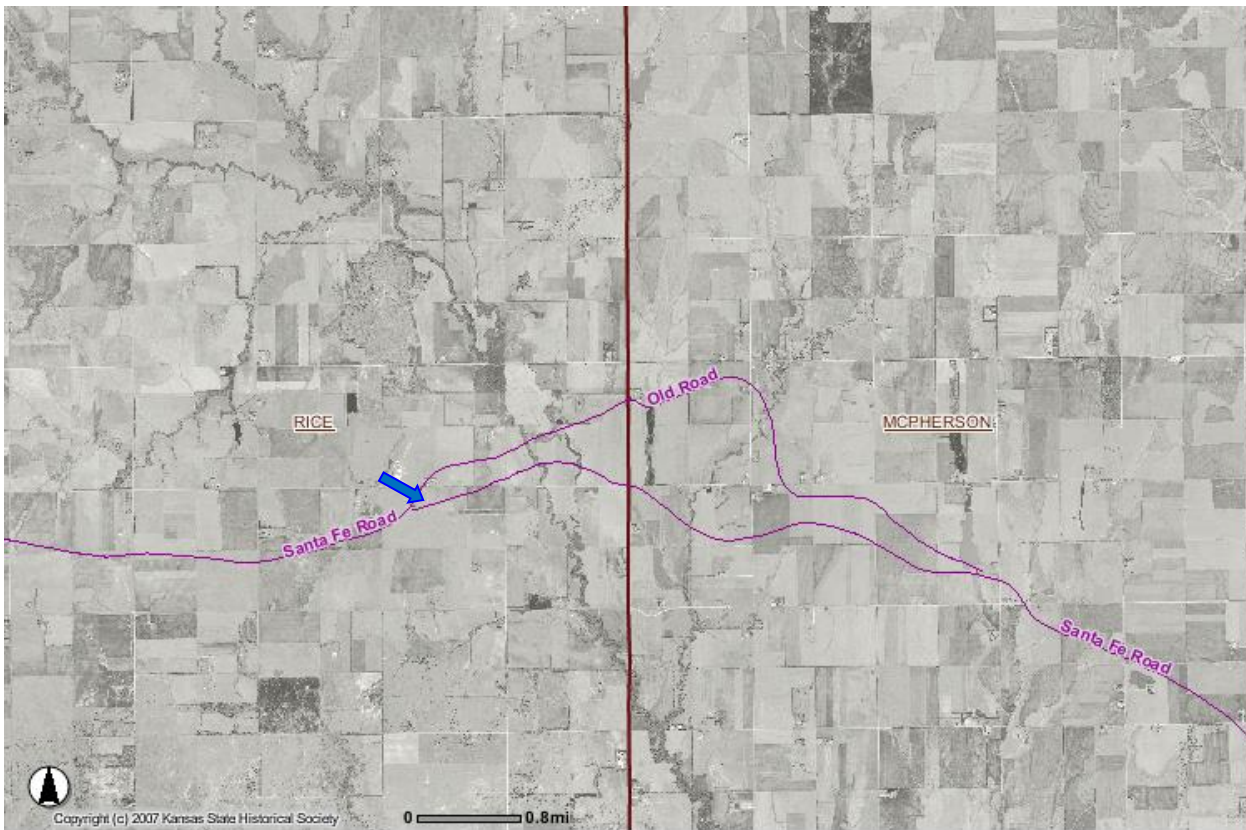 Old Road
RICE
MCPHERSON
Santa Fe Road
Santa Fe Road
Copyright (c) 2007 Kansas State Historical Society
0 0.8mi